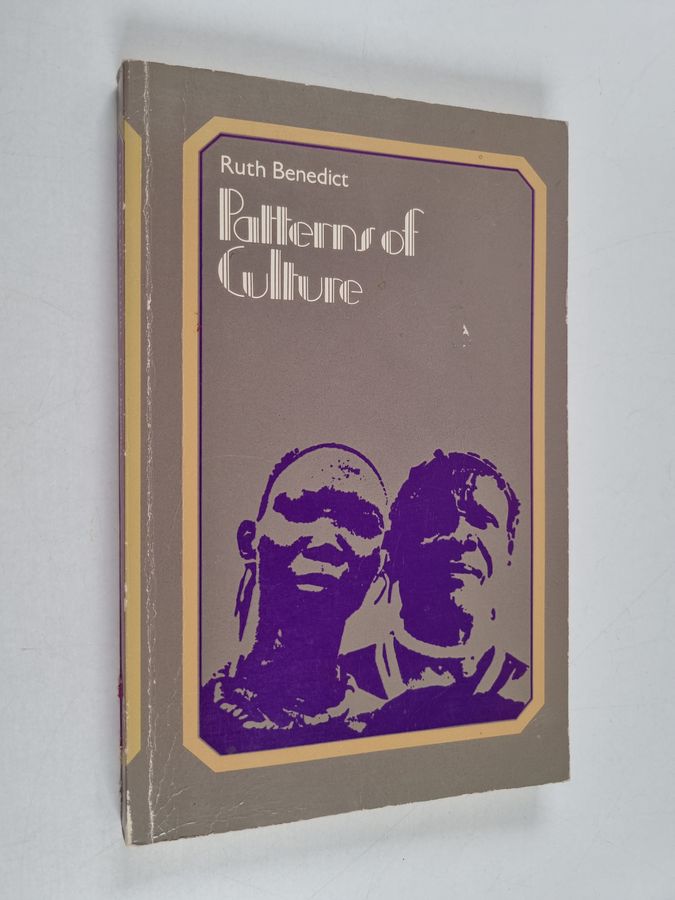 Ruth Benedict
Patterns of
Culture